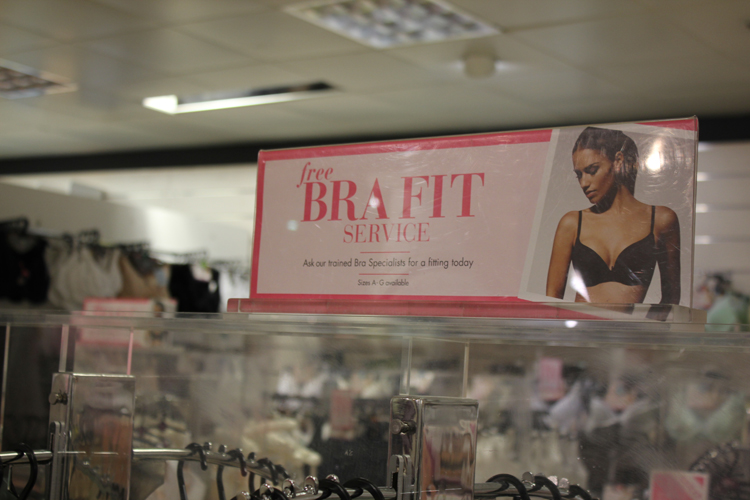 free
BRA FIT
SERVICE
Ask our trained Bra Specialists for a fitting today
Sizes A-G available